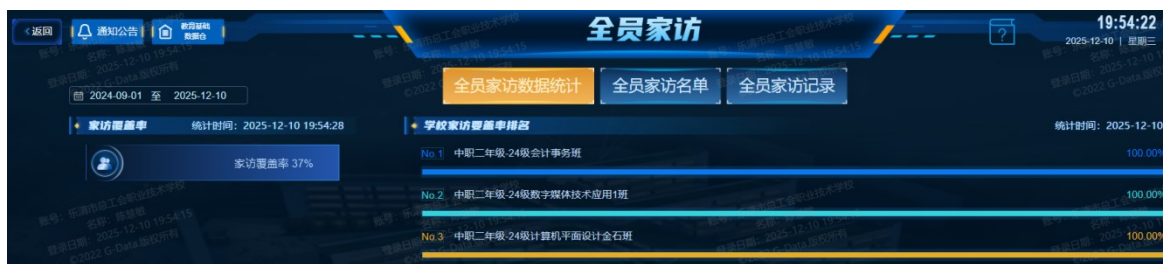 <返回
通知公告
教育基础
数据仓
全员家访
?
19:54:22
2025-12-10 | 星期三
全员家访数据统计
全员家访名单
全员家访记录
2024-09-01 至 2025-12-10
家访覆盖率
统计时间：2025-12-10 19:54:28
家访覆盖率 37%
学校家访覆盖率排名
统计时间：2025-12-10
No.1 中职二年级-24级会计事务班 100.00%
No.2 中职二年级-24级数字媒体技术应用1班 100.00%
No.3 中职二年级-24级计算机平面设计金石班 100.00%